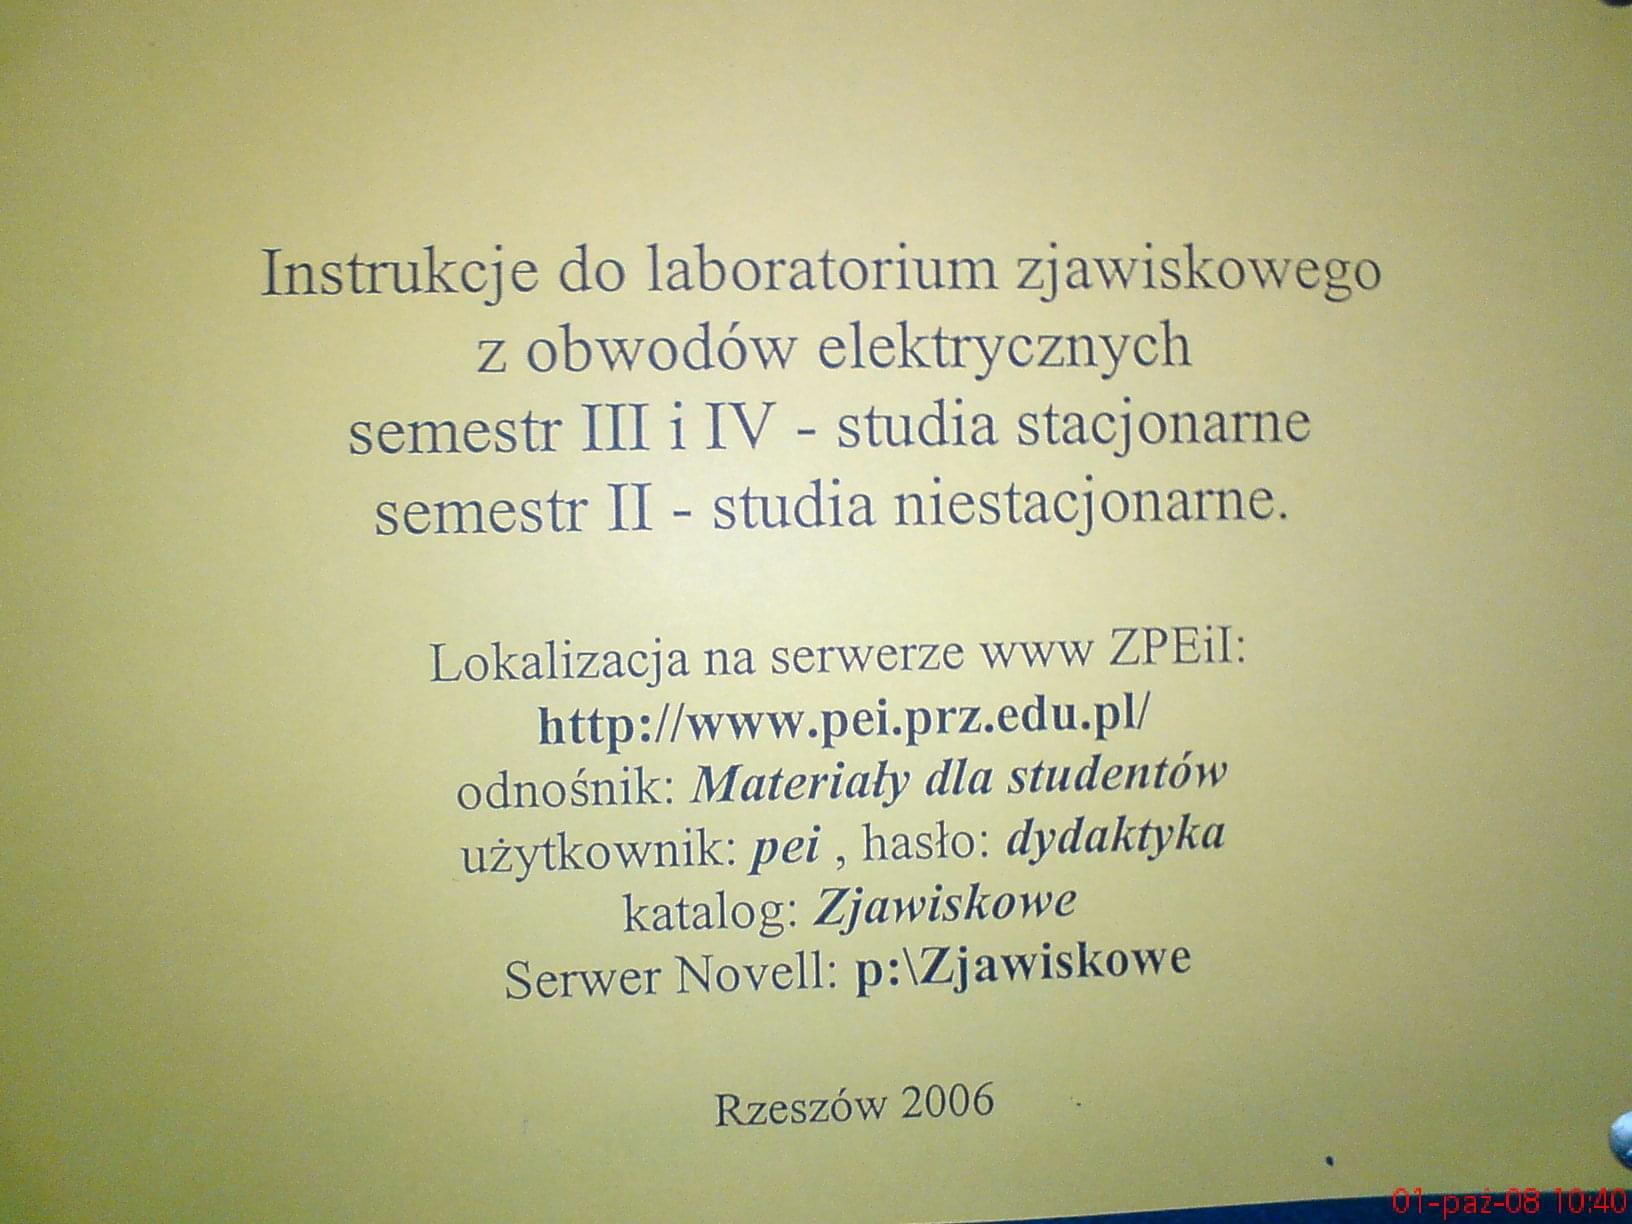 Instrukcje do laboratorium zjawiskowego
z obwodów elektrycznych
semestr III i IV - studia stacjonarne
semestr II - studia niestacjonarne.
Lokalizacja na serwerze www ZPEiI:
http://www.pei.prz.edu.pl/
odnośnik: Materiały dla studentów
użytkownik: pei , hasło: dydaktyka
katalog: Zjawiskowe
Serwer Novell: p:\Zjawiskowe
Rzeszów 2006
01-paź-08 10:40